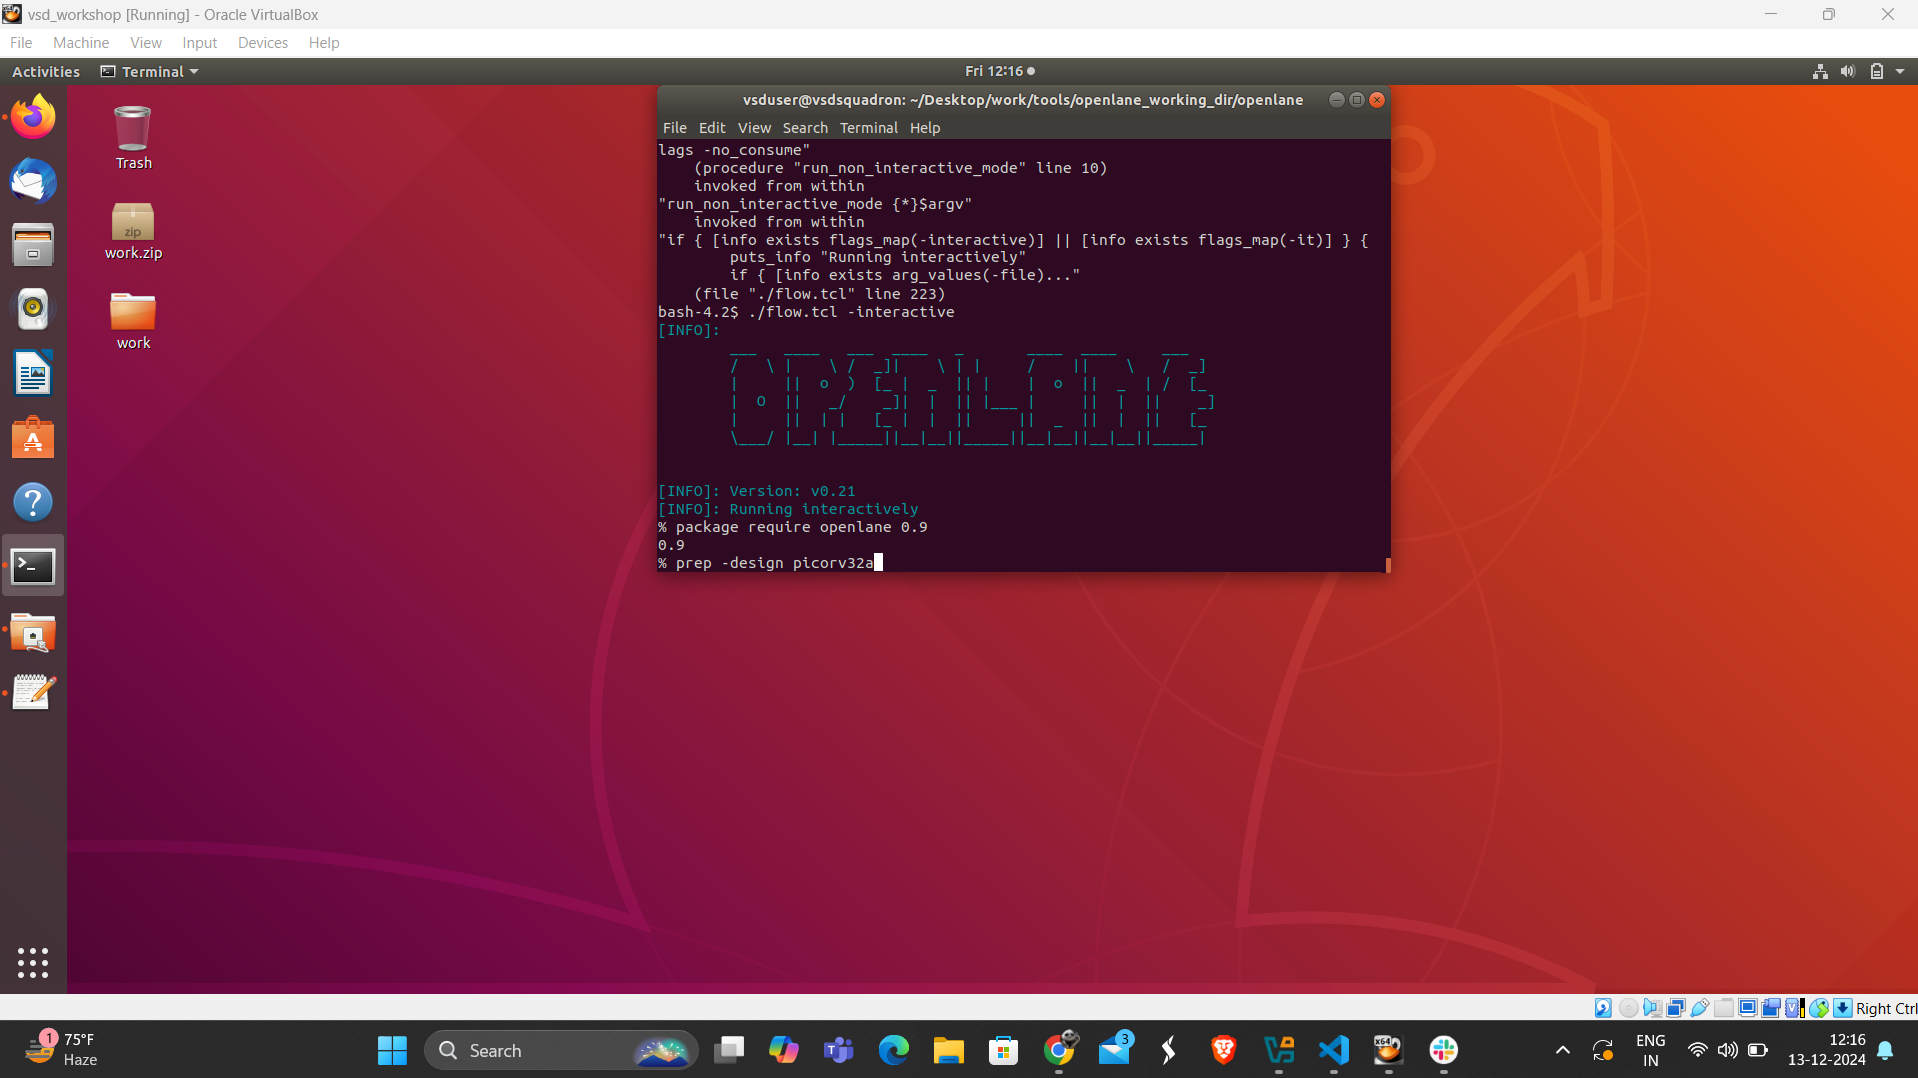 vsd_workshop [Running] - Oracle VirtualBox
File Machine View Input Devices Help
Activities Terminal Fri 12:16
vsduser@vsdsquadron: ~/Desktop/work/tools/openlane_working_dir/openlane
File Edit View Search Terminal Help
Trash
zip
work.zip
work
lags -no_consume"
(procedure "run_non_interactive_mode" line 10)
invoked from within
"run_non_interactive_mode {*}$argv"
invoked from within
"if { [info exists flags_map(-interactive)] || [info exists flags_map(-it)] } {
puts_info "Running interactively"
if { [info exists arg_values(-file)..."
(file "./flow.tcl" line 223)
bash-4.2$ ./flow.tcl -interactive
[INFO]:
OPENLANE
[INFO]: Version: v0.21
[INFO]: Running interactively
% package require openlane 0.9
0.9
% prep -design picorv32a
Right Ctrl
1
75°F
Haze
Search
3
x64
ENG
IN
12:16
13-12-2024